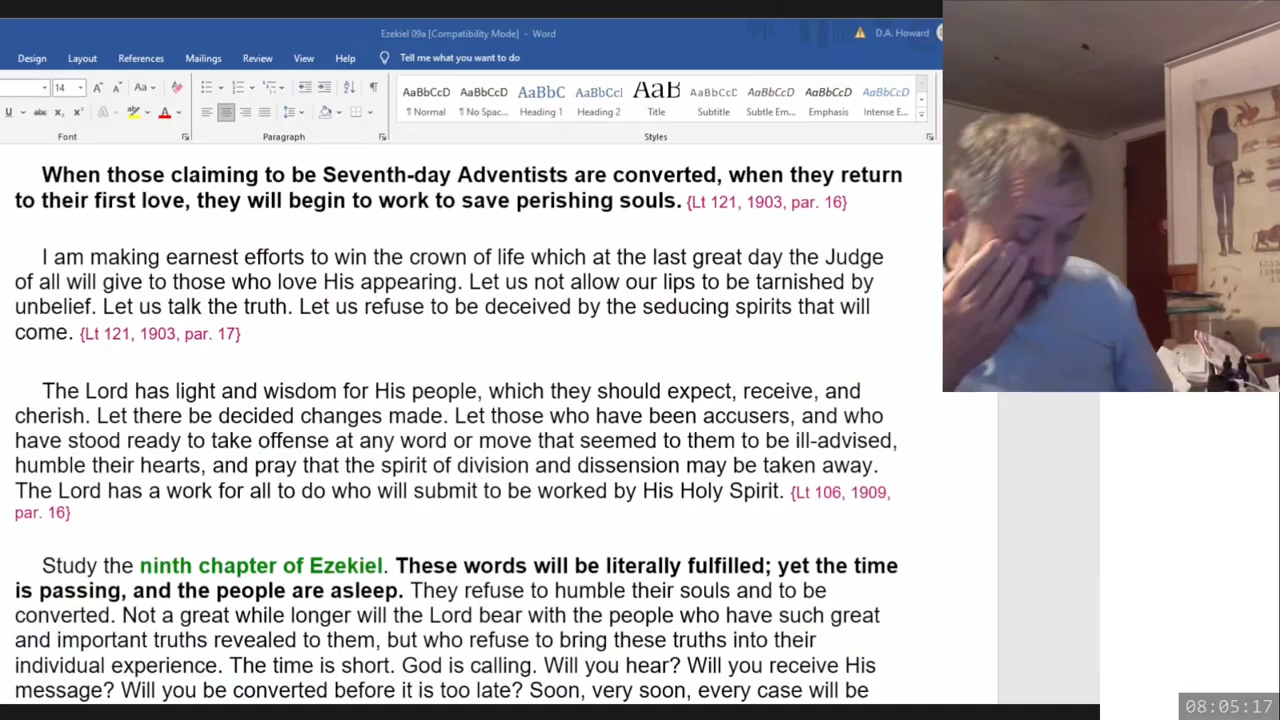 Ezekiel 09a [Compatibility Mode] - Word
D.A. Howard
Design Layout References Mailings Review View Help Tell me what you want to do
14
AaBbCcD AaBbCcD AaBbC AaBbCcl AaB AaBbCcD AaBbCcD AaBbCcD AaBbCcD
¶ Normal ¶ No Spac... Heading 1 Heading 2 Title Subtitle Subtle Em... Emphasis Intense E...
Font Paragraph Styles
When those claiming to be Seventh-day Adventists are converted, when they return
to their first love, they will begin to work to save perishing souls. {Lt 121, 1903, par. 16}
I am making earnest efforts to win the crown of life which at the last great day the Judge
of all will give to those who love His appearing. Let us not allow our lips to be tarnished by
unbelief. Let us talk the truth. Let us refuse to be deceived by the seducing spirits that will
come. {Lt 121, 1903, par. 17}
The Lord has light and wisdom for His people, which they should expect, receive, and
cherish. Let there be decided changes made. Let those who have been accusers, and who
have stood ready to take offense at any word or move that seemed to them to be ill-advised,
humble their hearts, and pray that the spirit of division and dissension may be taken away.
The Lord has a work for all to do who will submit to be worked by His Holy Spirit. {Lt 106, 1909,
par. 16}
Study the ninth chapter of Ezekiel. These words will be literally fulfilled; yet the time
is passing, and the people are asleep. They refuse to humble their souls and to be
converted. Not a great while longer will the Lord bear with the people who have such great
and important truths revealed to them, but who refuse to bring these truths into their
individual experience. The time is short. God is calling. Will you hear? Will you receive His
message? Will you be converted before it is too late? Soon, very soon, every case will be
08:05:17